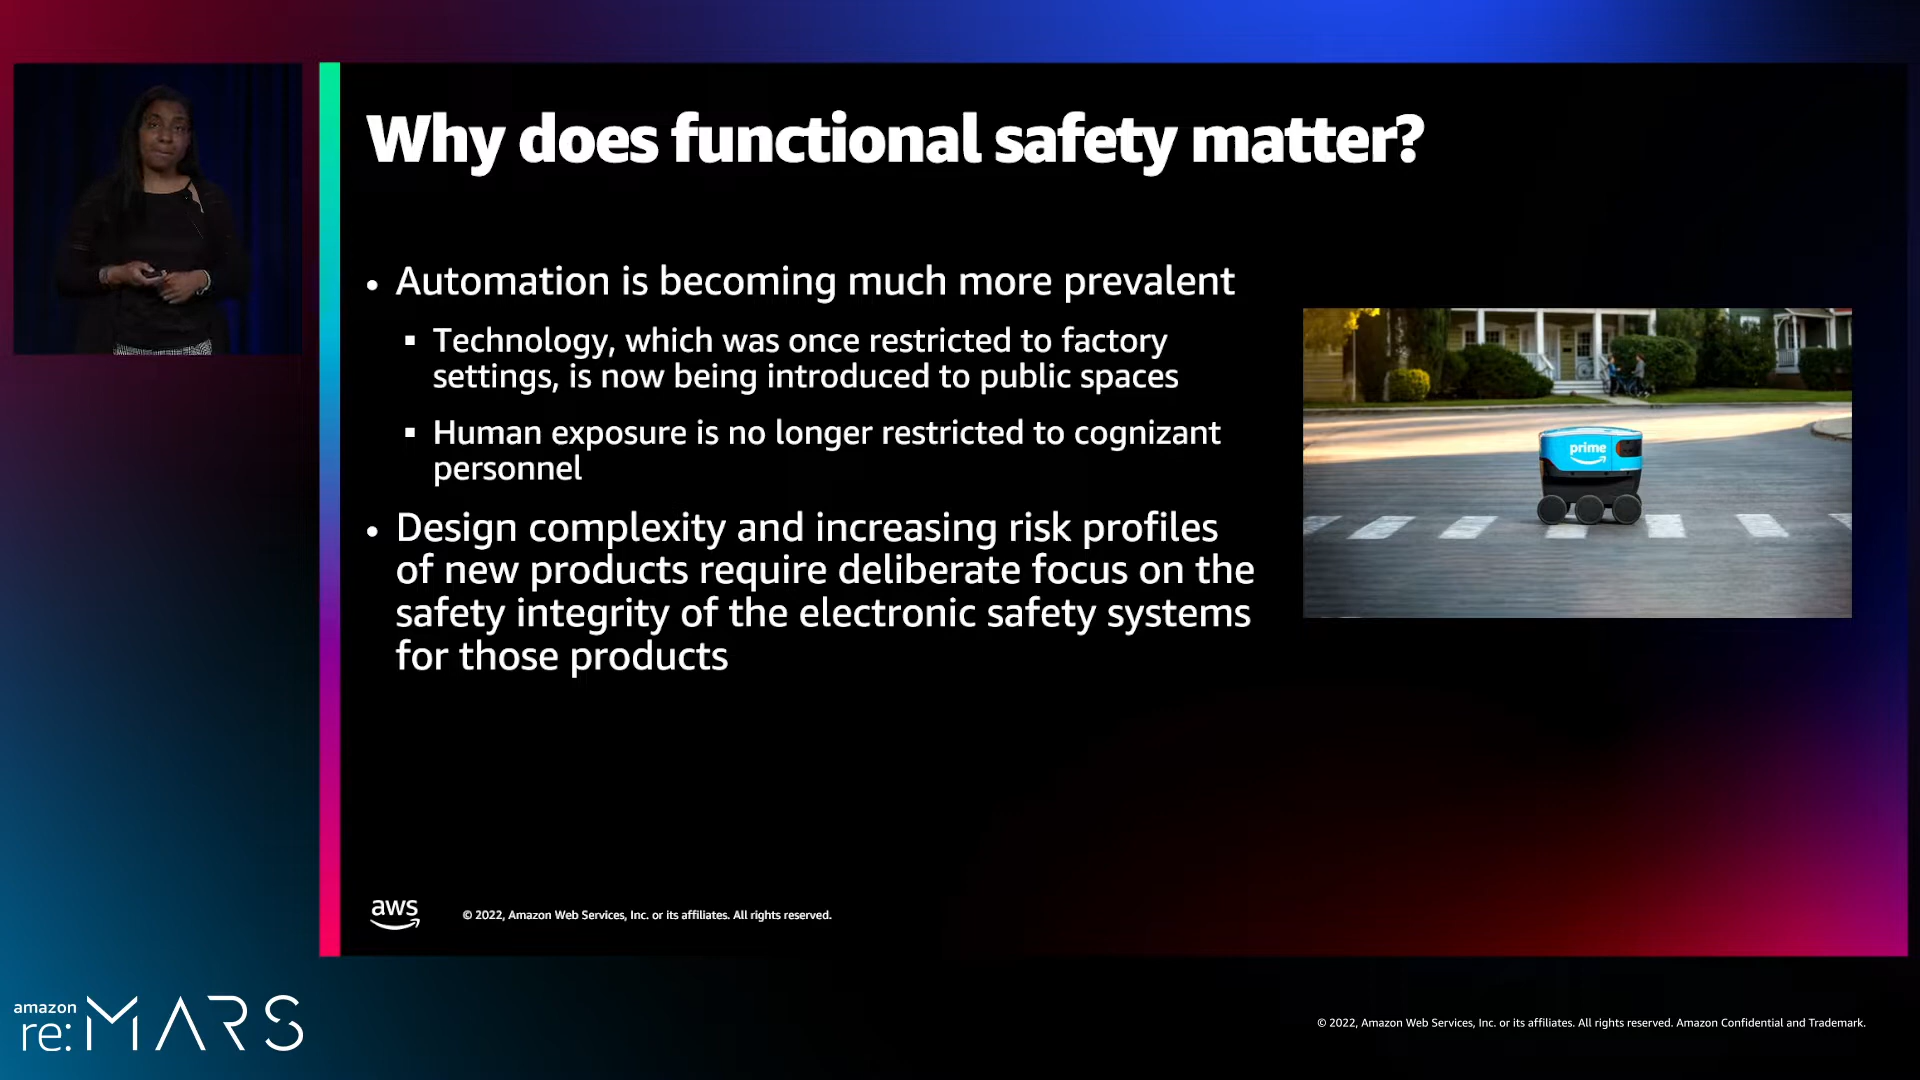 Why does functional safety matter?
• Automation is becoming much more prevalent
▪ Technology, which was once restricted to factory
settings, is now being introduced to public spaces
▪ Human exposure is no longer restricted to cognizant
personnel
• Design complexity and increasing risk profiles
of new products require deliberate focus on the
safety integrity of the electronic safety systems
for those products
prime
aws
© 2022, Amazon Web Services, Inc. or its affiliates. All rights reserved.
amazon
re:MARS
© 2022, Amazon Web Services, Inc. or its affiliates. All rights reserved. Amazon Confidential and Trademark.